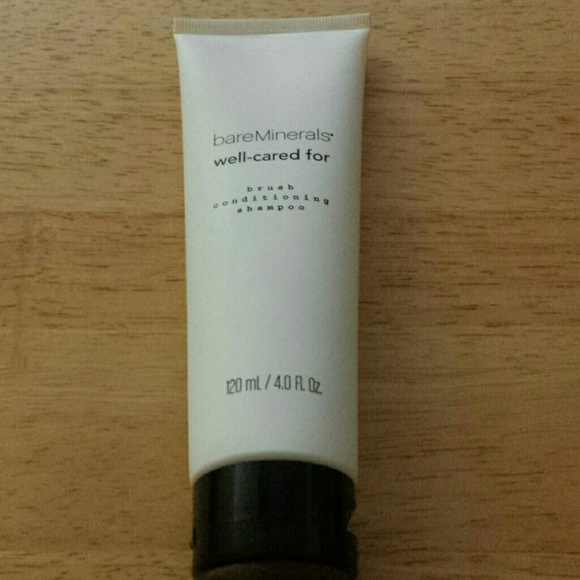 bareMinerals
well-cared for
brush
conditioning
shampoo
120 mL / 4.0 Fl. Oz.